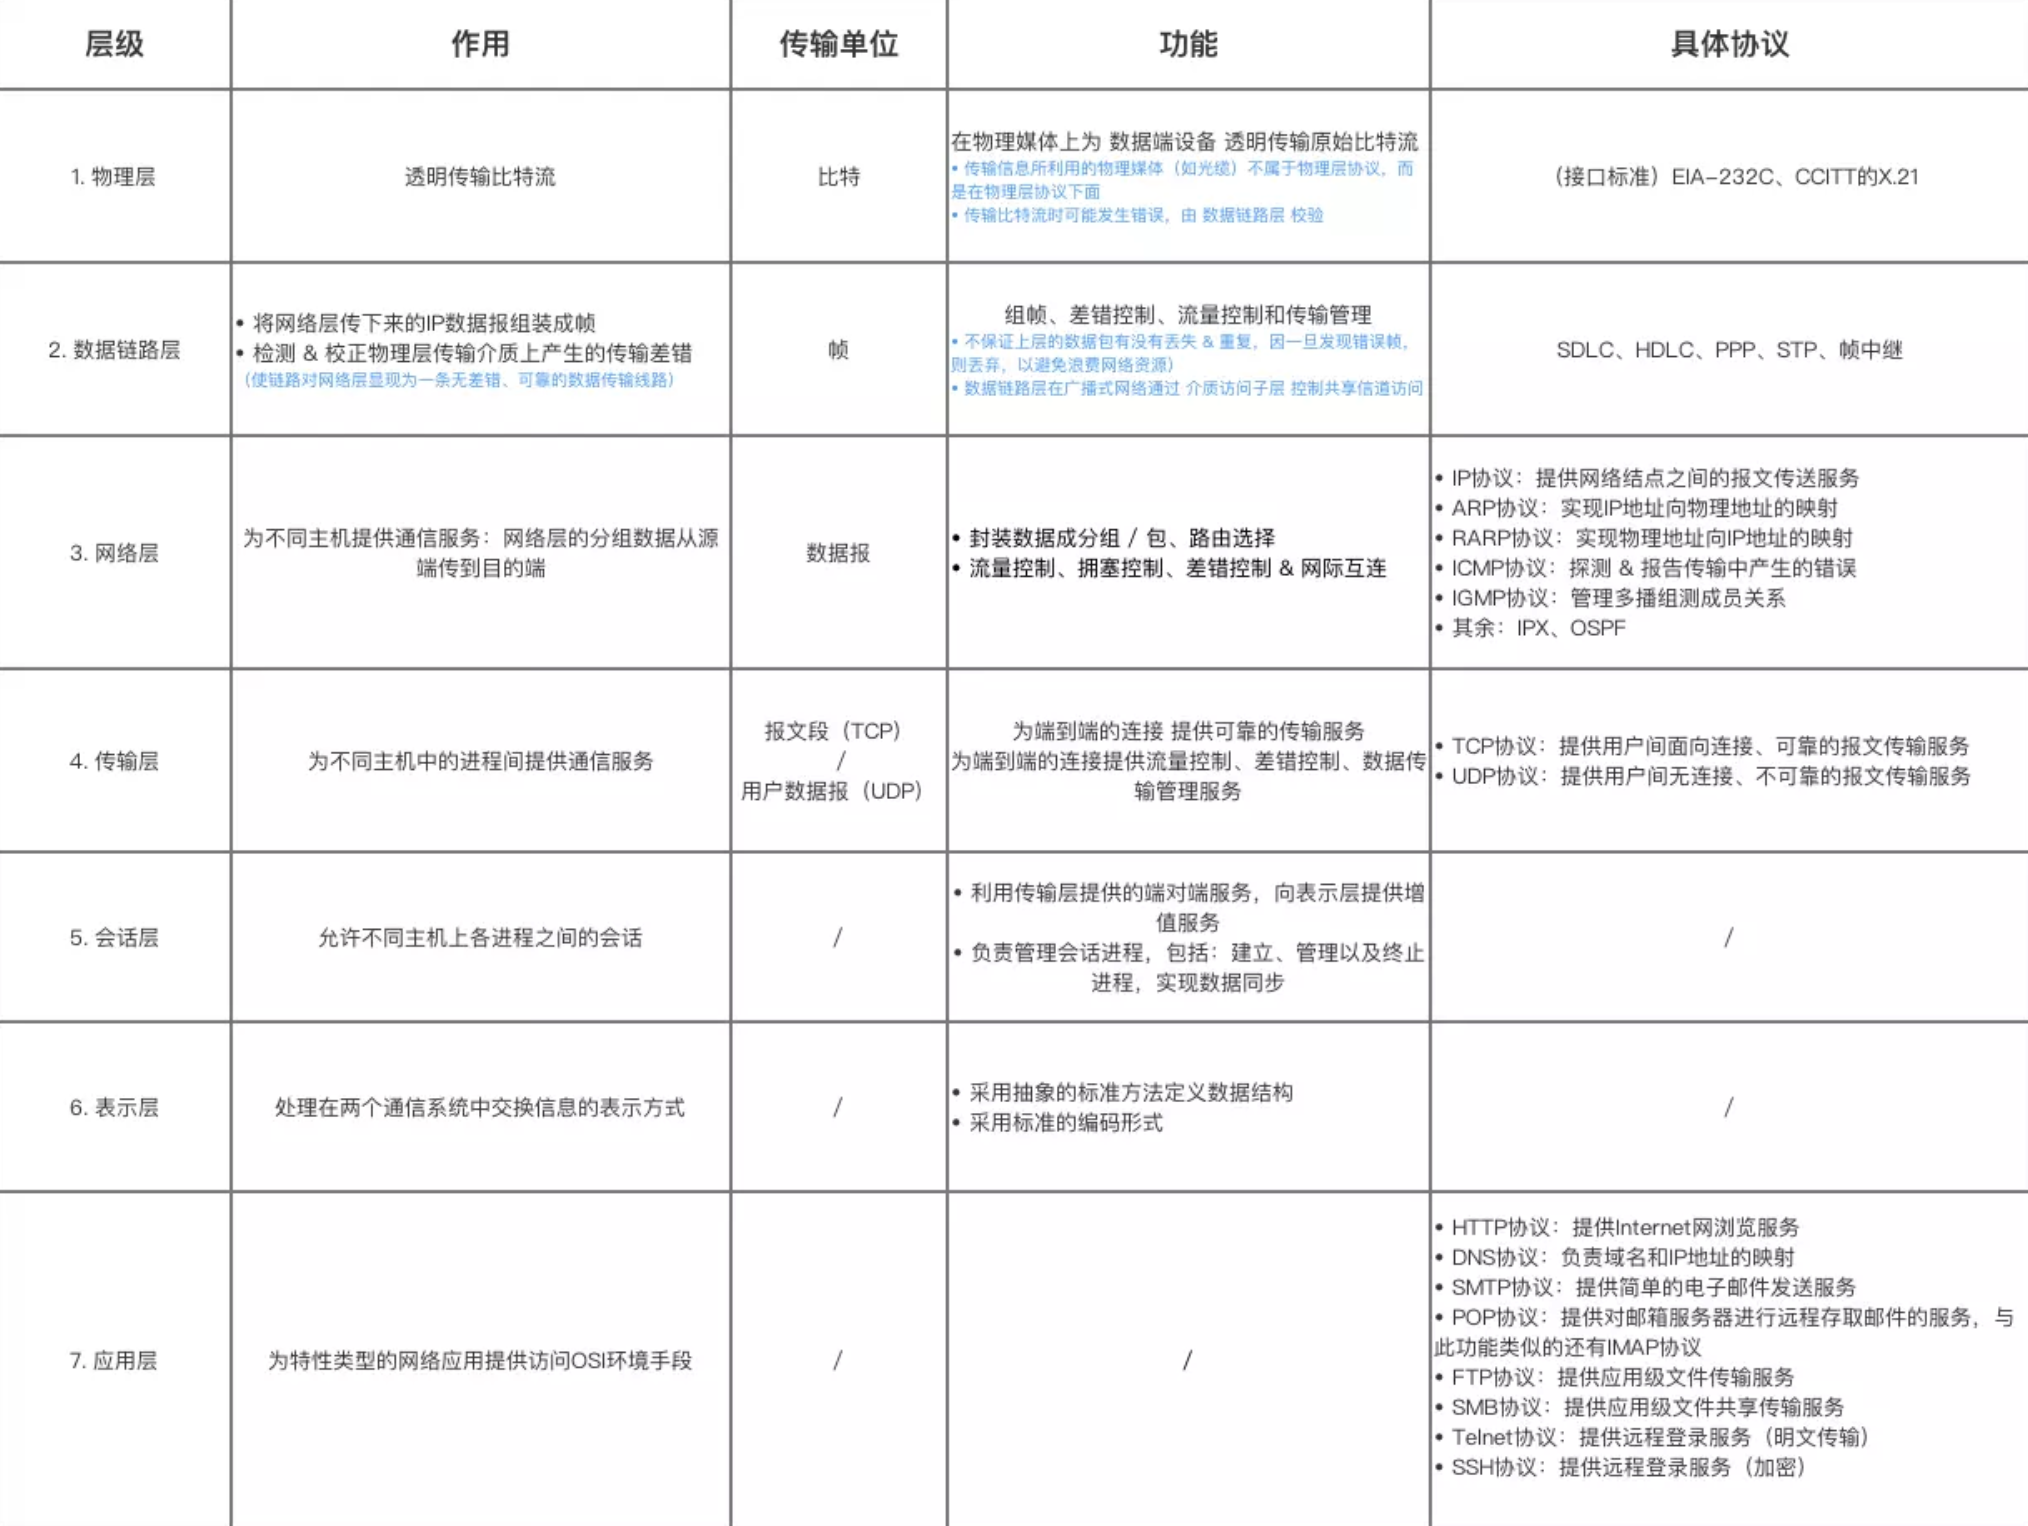 层级
作用
传输单位
功能
具体协议
1. 物理层
透明传输比特流
比特
在物理媒体上为 数据端设备 透明传输原始比特流
• 传输信息所利用的物理媒体（如光缆）不属于物理层协议，而
是在物理层协议下面
• 传输比特流时可能发生错误，由 数据链路层 校验
（接口标准）EIA-232C、CCITT的X.21
2. 数据链路层
• 将网络层传下来的IP数据报组装成帧
• 检测 & 校正物理层传输介质上产生的传输差错
（使链路对网络层显现为一条无差错、可靠的数据传输线路）
帧
组帧、差错控制、流量控制和传输管理
• 不保证上层的数据包有没有丢失 & 重复，因一旦发现错误帧，
则丢弃，以避免浪费网络资源）
• 数据链路层在广播式网络通过 介质访问子层 控制共享信道访问
SDLC、HDLC、PPP、STP、帧中继
3. 网络层
为不同主机提供通信服务：网络层的分组数据从源
端传到目的端
数据报
• 封装数据成分组 / 包、路由选择
• 流量控制、拥塞控制、差错控制 & 网际互连
• IP协议：提供网络结点之间的报文传送服务
• ARP协议：实现IP地址向物理地址的映射
• RARP协议：实现物理地址向IP地址的映射
• ICMP协议：探测 & 报告传输中产生的错误
• IGMP协议：管理多播组测成员关系
• 其余：IPX、OSPF
4. 传输层
为不同主机中的进程间提供通信服务
报文段（TCP）
/
用户数据报（UDP）
为端到端的连接 提供可靠的传输服务
为端到端的连接提供流量控制、差错控制、数据传
输管理服务
• TCP协议：提供用户间面向连接、可靠的报文传输服务
• UDP协议：提供用户间无连接、不可靠的报文传输服务
5. 会话层
允许不同主机上各进程之间的会话
/
• 利用传输层提供的端对端服务，向表示层提供增
值服务
• 负责管理会话进程，包括：建立、管理以及终止
进程，实现数据同步
/
6. 表示层
处理在两个通信系统中交换信息的表示方式
/
• 采用抽象的标准方法定义数据结构
• 采用标准的编码形式
/
7. 应用层
为特性类型的网络应用提供访问OSI环境手段
/
/
• HTTP协议：提供Internet网浏览服务
• DNS协议：负责域名和IP地址的映射
• SMTP协议：提供简单的电子邮件发送服务
• POP协议：提供对邮箱服务器进行远程存取邮件的服务，与
此功能类似的还有IMAP协议
• FTP协议：提供应用级文件传输服务
• SMB协议：提供应用级文件共享传输服务
• Telnet协议：提供远程登录服务（明文传输）
• SSH协议：提供远程登录服务（加密）